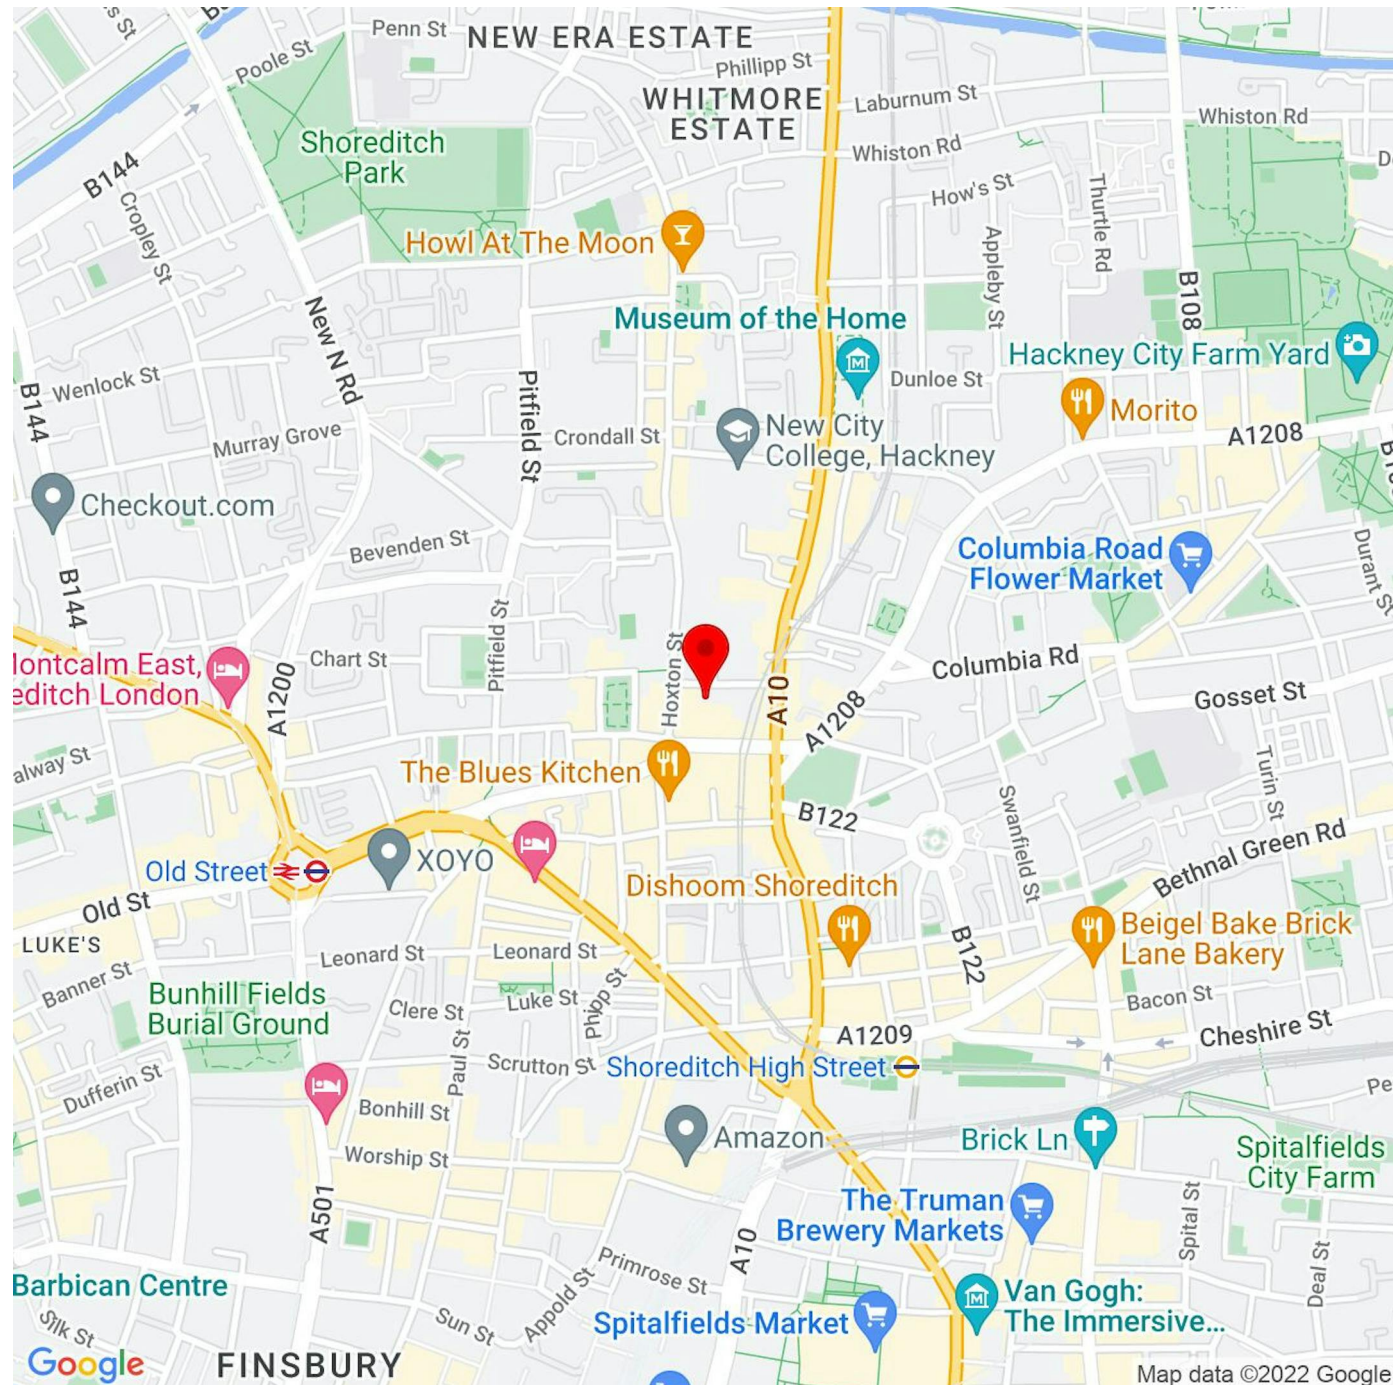 Penn St
NEW ERA ESTATE
Poole St
Phillipp St
WHITMORE
ESTATE
Laburnum St
Whiston Rd
Shoreditch
Park
Whiston Rd
B144
Cropley St
How's St
Thurtle Rd
Howl At The Moon
Appleby St
B108
New N Rd
Museum of the Home
Hackney City Farm Yard
Wenlock St
Dunloe St
B144
Pitfield St
Morito
Murray Grove
Crondall St
New City
College, Hackney
A1208
Checkout.com
Bevenden St
Columbia Road
Flower Market
Durant St
B144
Pitfield St
Hoxton St
Chart St
Montcalm East,
editch London
A1200
Columbia Rd
Gosset St
A10
A1208
alway St
The Blues Kitchen
Turin St
Swanfield St
B122
Bethnal Green Rd
Old Street
XOYO
Dishoom Shoreditch
Old St
LUKE'S
Beigel Bake Brick
Lane Bakery
B122
Leonard St
Leonard St
Banner St
Bunhill Fields
Burial Ground
Clere St
Luke St
Phipp St
Bacon St
Cheshire St
A1209
Paul St
Scrutton St
Shoreditch High Street
Dufferin St
Bonhill St
Amazon
Brick Ln
Spitalfields
City Farm
Worship St
A501
The Truman
Brewery Markets
Spital St
A10
Primrose St
Deal St
Barbican Centre
Appold St
Sun St
Van Gogh:
The Immersive...
Spitalfields Market
Silk St
Google
FINSBURY
Map data ©2022 Google